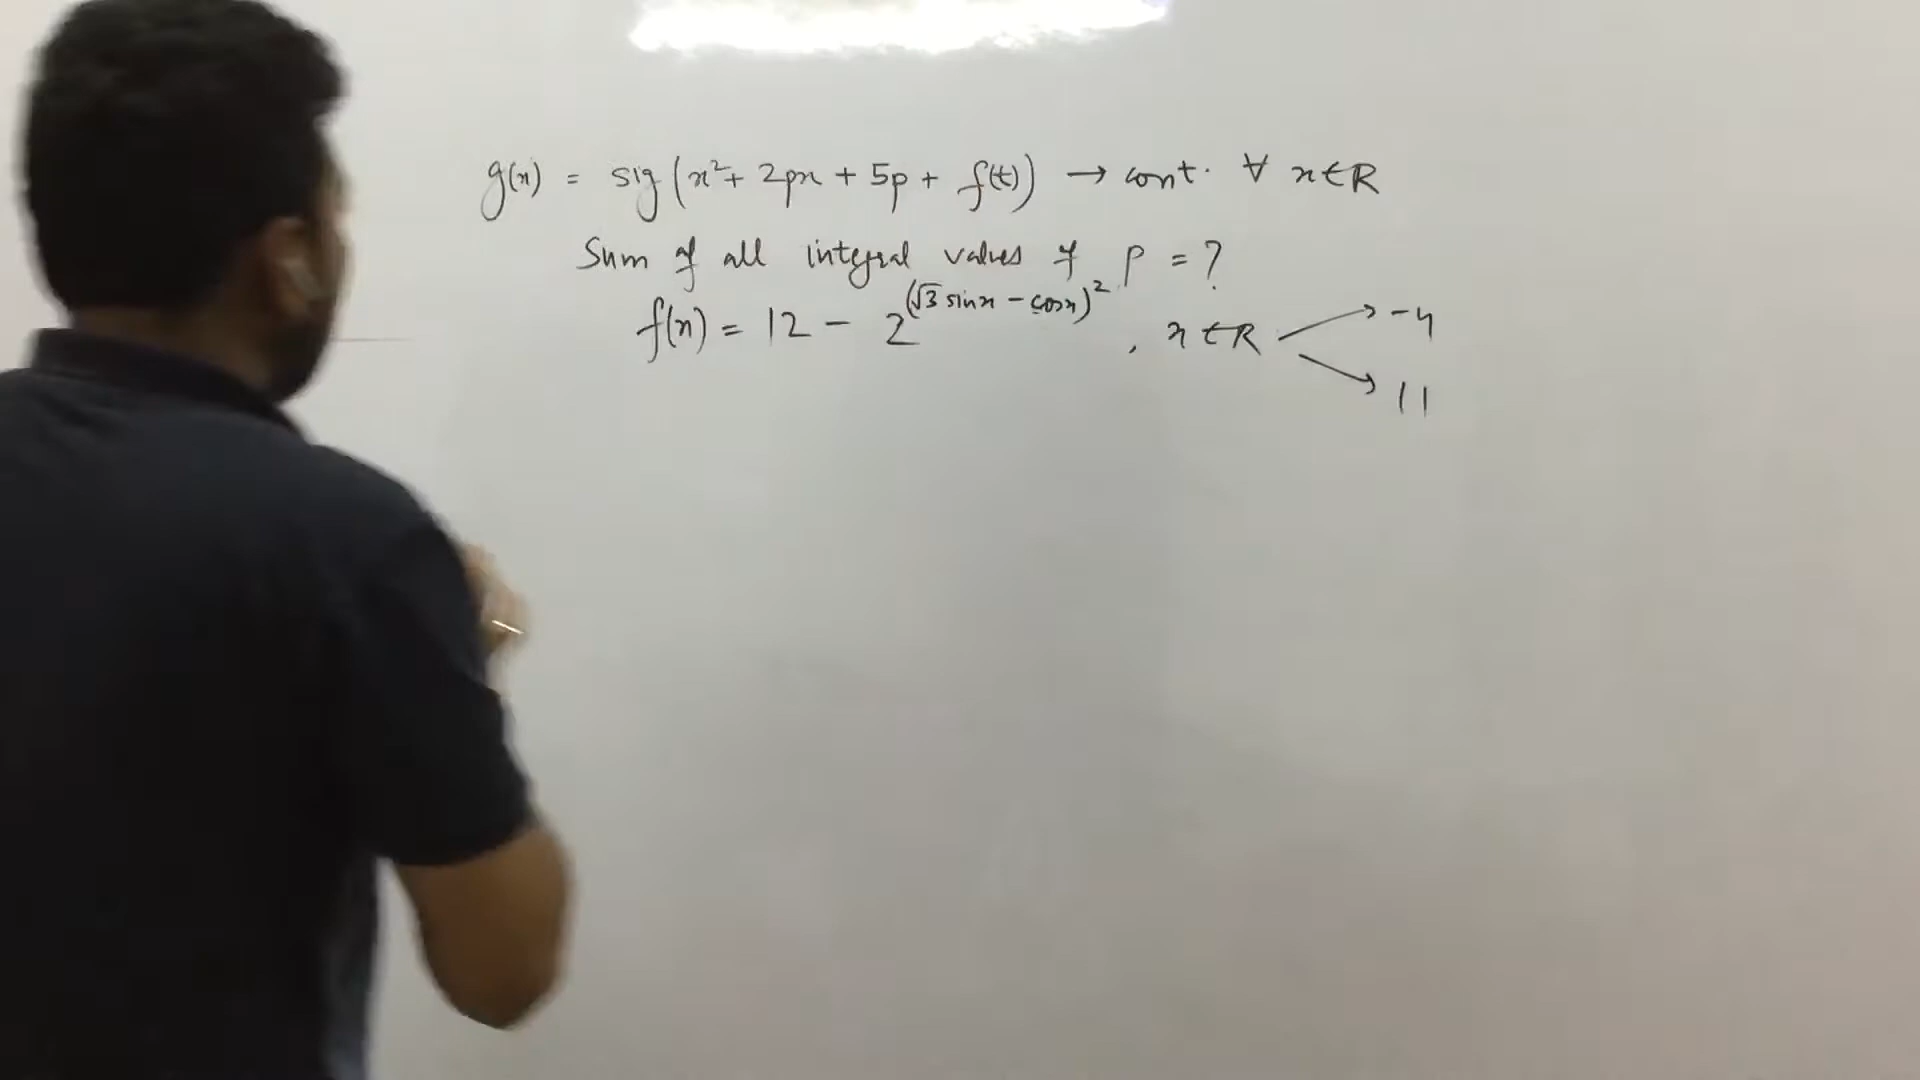 g(x) = sig (x² + 2px + 5p + f(t)) → cont. ∀ x∈R
Sum of all integral values of p = ?
f(x) = 12 - 2^(√3 sinx - cosx)² , x∈R → -4
→ 11